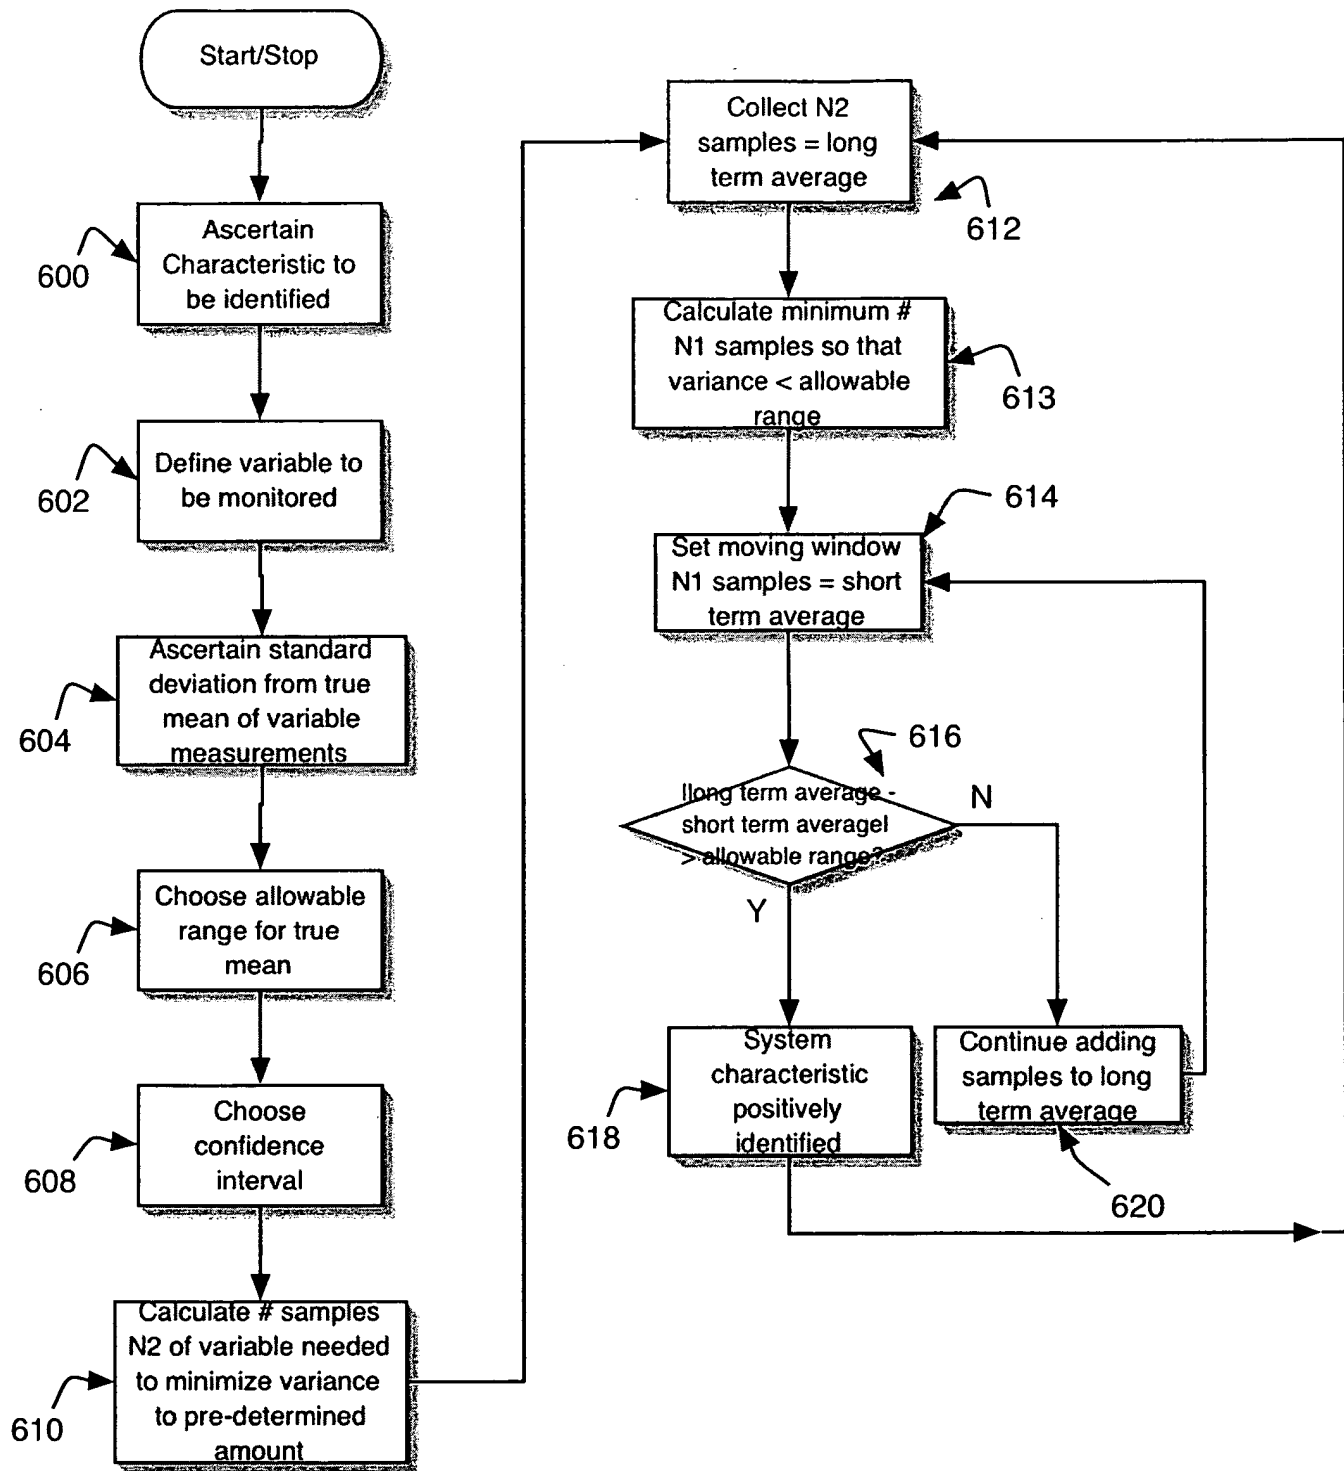 Start/Stop
Ascertain
Characteristic to
be identified
600
Define variable to
be monitored
602
Ascertain standard
deviation from true
mean of variable
measurements
604
Choose allowable
range for true
mean
606
Choose
confidence
interval
608
Calculate # samples
N2 of variable needed
to minimize variance
to pre-determined
amount
610
Collect N2
samples = long
term average
612
Calculate minimum #
N1 samples so that
variance < allowable
range
613
614
Set moving window
N1 samples = short
term average
616
|long term average -
short term average|
> allowable range?
N
Y
System
characteristic
positively
identified
618
Continue adding
samples to long
term average
620